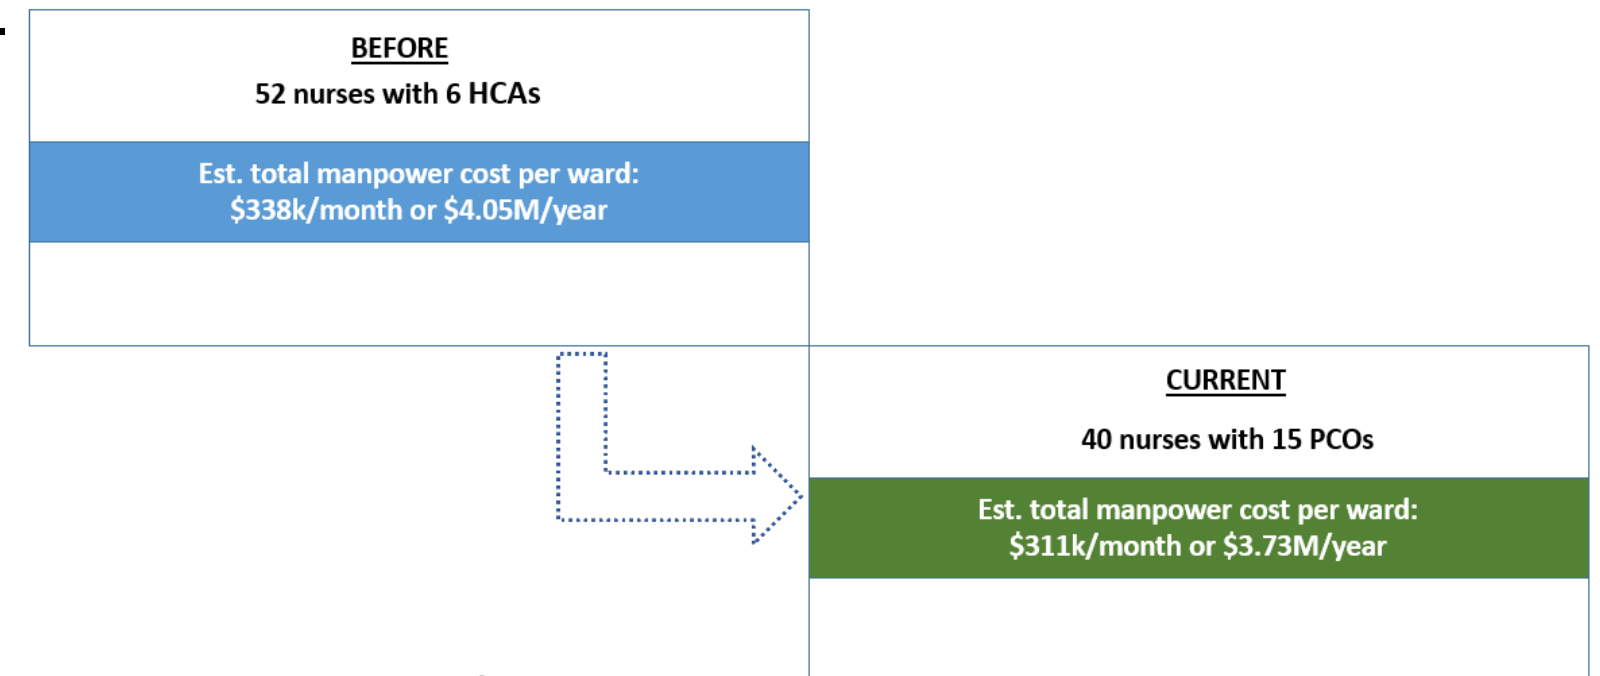 BEFORE
52 nurses with 6 HCAs
Est. total manpower cost per ward:
$338k/month or $4.05M/year
CURRENT
40 nurses with 15 PCOs
Est. total manpower cost per ward:
$311k/month or $3.73M/year